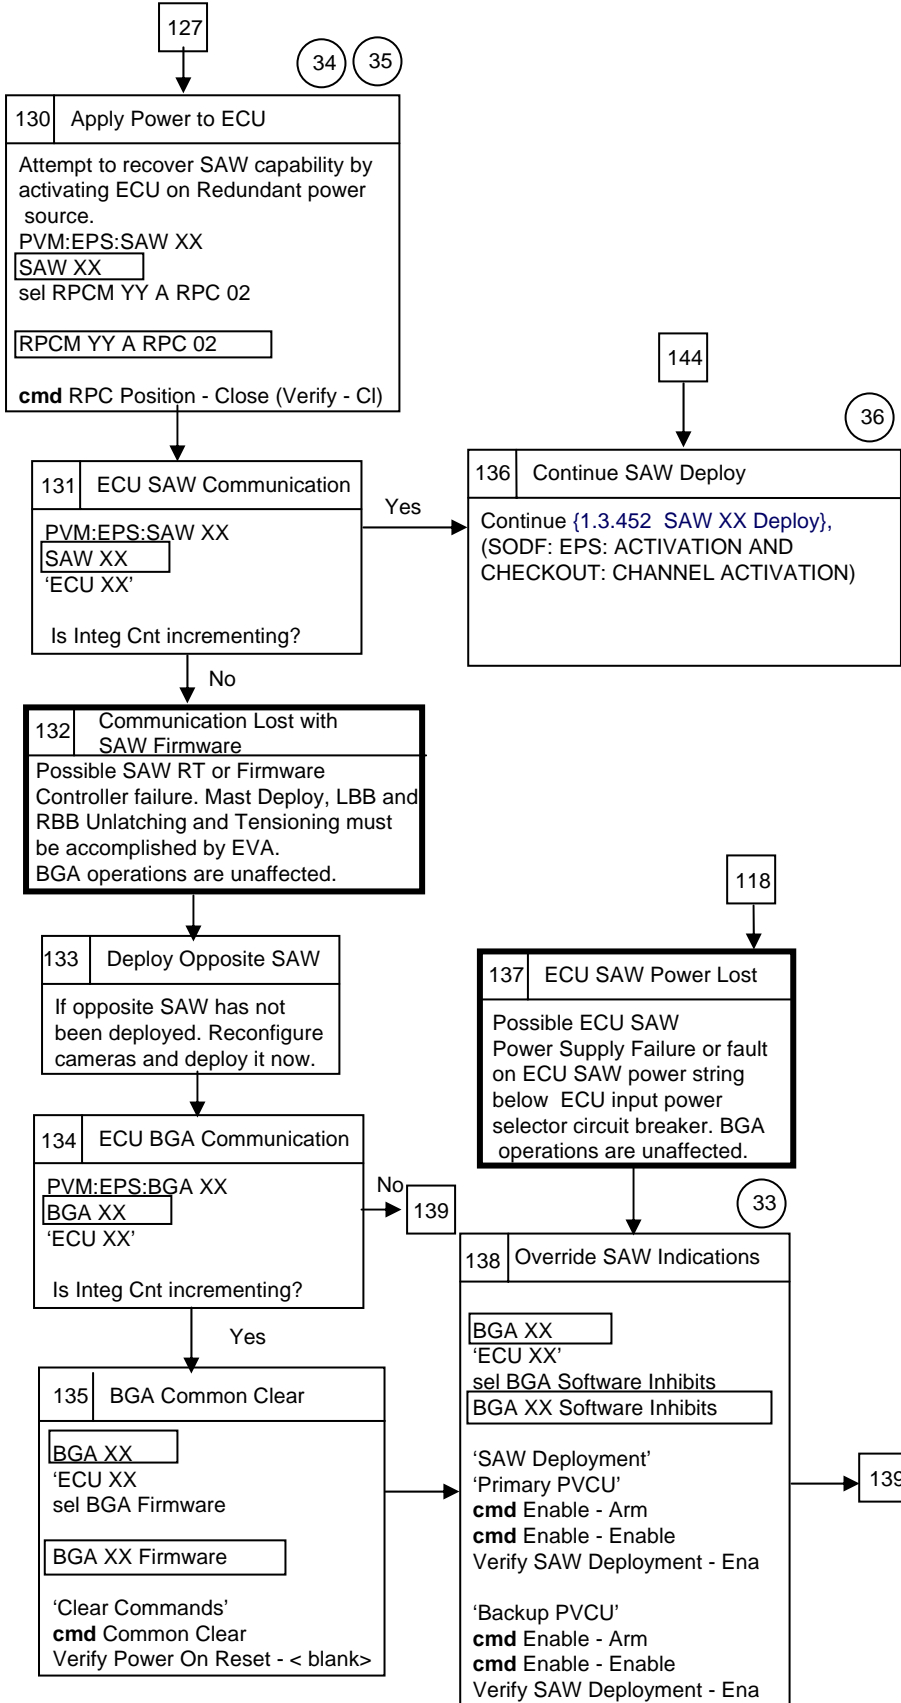 127
34
35
130 Apply Power to ECU
Attempt to recover SAW capability by
activating ECU on Redundant power
source.
PVM:EPS:SAW XX
SAW XX
sel RPCM YY A RPC 02
RPCM YY A RPC 02
cmd RPC Position - Close (Verify - Cl)
144
36
131 ECU SAW Communication
PVM:EPS:SAW XX
SAW XX
‘ECU XX’
Is Integ Cnt incrementing?
Yes
136 Continue SAW Deploy
Continue {1.3.452 SAW XX Deploy},
(SODF: EPS: ACTIVATION AND
CHECKOUT: CHANNEL ACTIVATION)
No
132 Communication Lost with
SAW Firmware
Possible SAW RT or Firmware
Controller failure. Mast Deploy, LBB and
RBB Unlatching and Tensioning must
be accomplished by EVA.
BGA operations are unaffected.
133 Deploy Opposite SAW
If opposite SAW has not
been deployed. Reconfigure
cameras and deploy it now.
118
137 ECU SAW Power Lost
Possible ECU SAW
Power Supply Failure or fault
on ECU SAW power string
below ECU input power
selector circuit breaker. BGA
operations are unaffected.
134 ECU BGA Communication
PVM:EPS:BGA XX
BGA XX
‘ECU XX’
Is Integ Cnt incrementing?
No
139
Yes
33
135 BGA Common Clear
BGA XX
‘ECU XX
sel BGA Firmware
BGA XX Firmware
‘Clear Commands’
cmd Common Clear
Verify Power On Reset - < blank>
138 Override SAW Indications
BGA XX
‘ECU XX’
sel BGA Software Inhibits
BGA XX Software Inhibits
‘SAW Deployment’
‘Primary PVCU’
cmd Enable - Arm
cmd Enable - Enable
Verify SAW Deployment - Ena
‘Backup PVCU’
cmd Enable - Arm
cmd Enable - Enable
Verify SAW Deployment - Ena
139